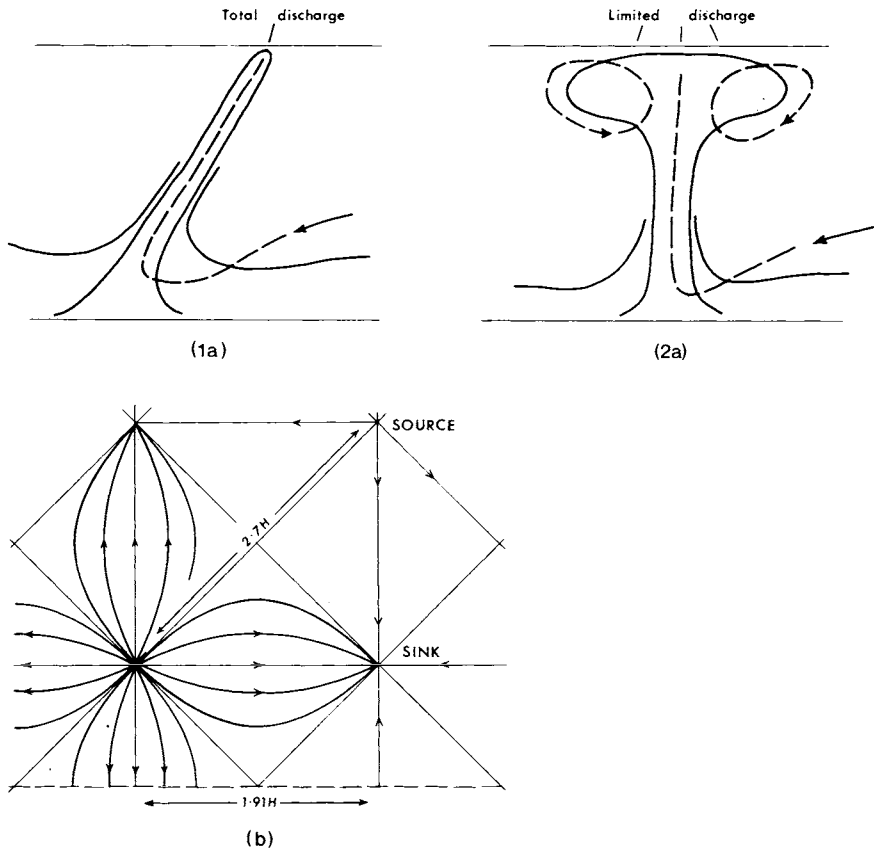 Total discharge
Limited discharge
(1a)
(2a)
SOURCE
2·7H
SINK
1·91H
(b)